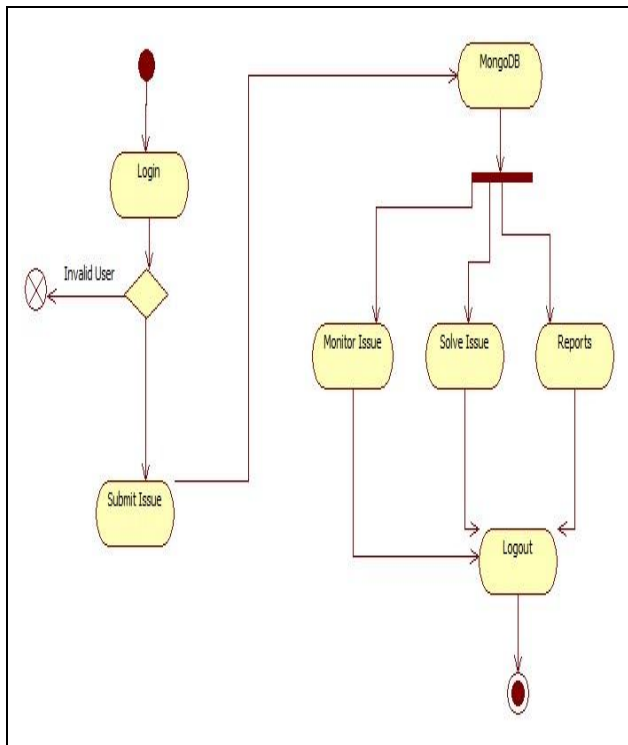 MongoDB
Login
Invalid User
Monitor Issue
Solve Issue
Reports
Submit Issue
Logout